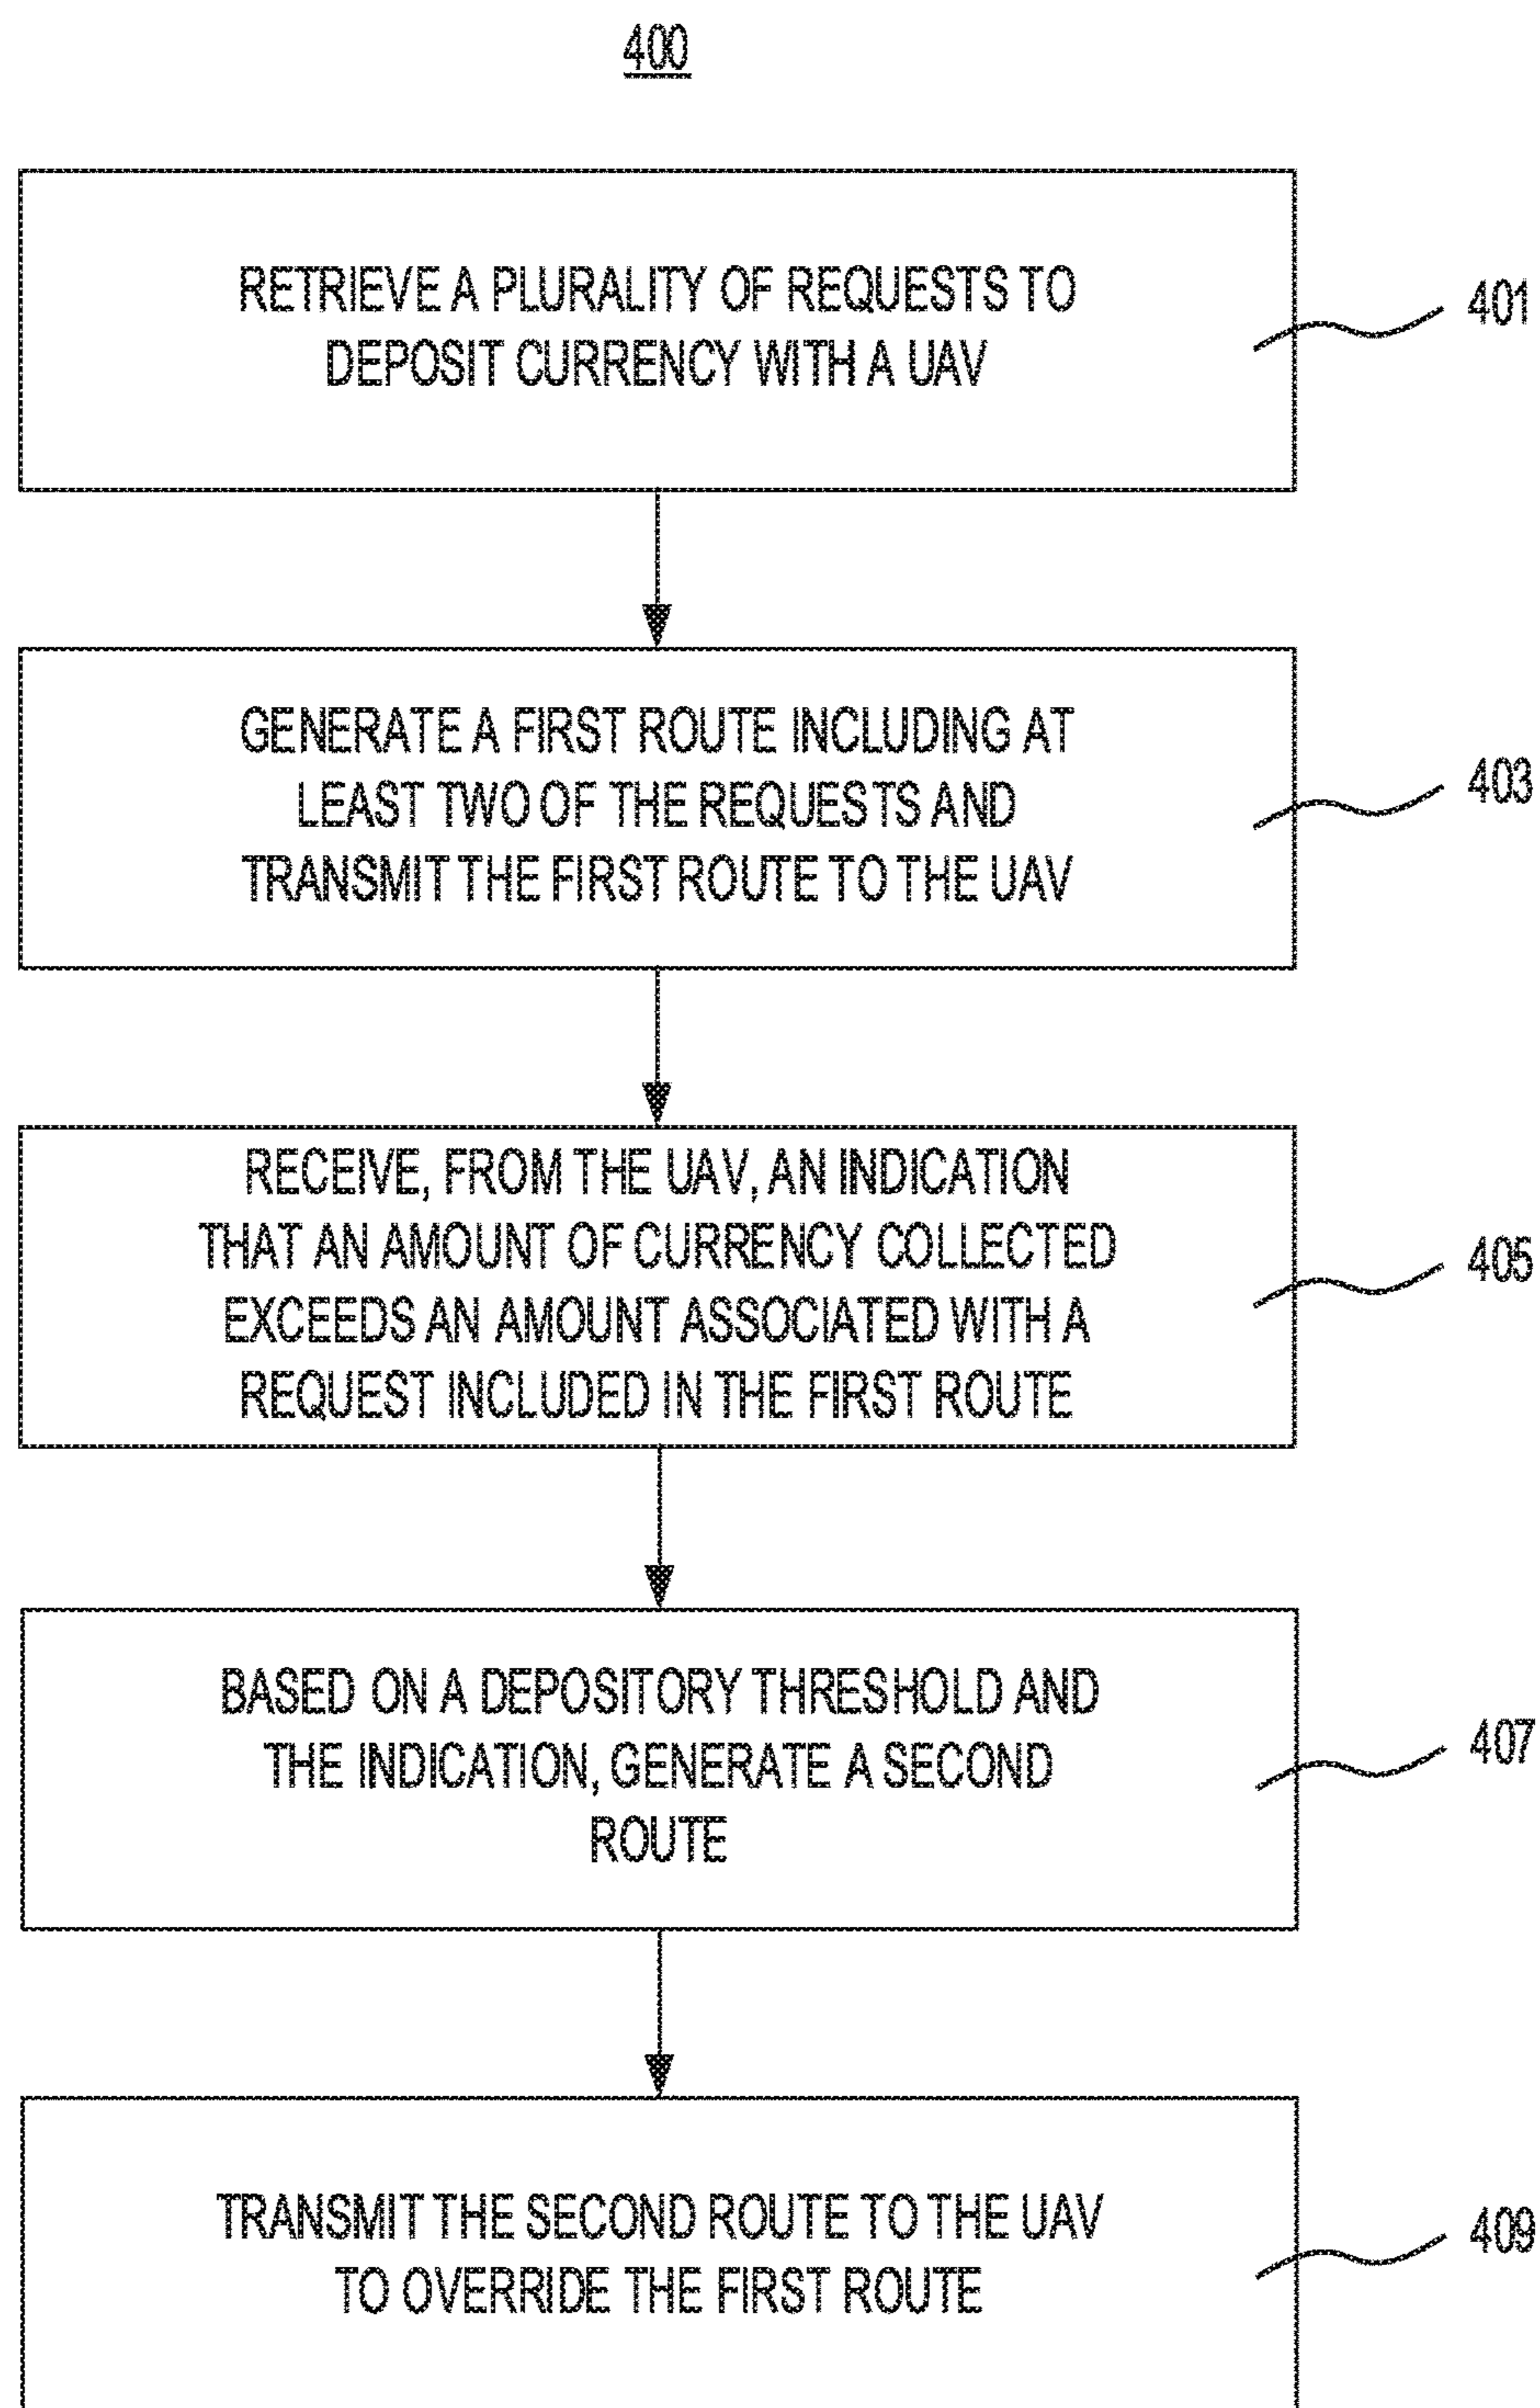 400
RETRIEVE A PLURALITY OF REQUESTS TO
DEPOSIT CURRENCY WITH A UAV
401
GENERATE A FIRST ROUTE INCLUDING AT
LEAST TWO OF THE REQUESTS AND
TRANSMIT THE FIRST ROUTE TO THE UAV
403
RECEIVE, FROM THE UAV, AN INDICATION
THAT AN AMOUNT OF CURRENCY COLLECTED
EXCEEDS AN AMOUNT ASSOCIATED WITH A
REQUEST INCLUDED IN THE FIRST ROUTE
405
BASED ON A DEPOSITORY THRESHOLD AND
THE INDICATION, GENERATE A SECOND
ROUTE
407
TRANSMIT THE SECOND ROUTE TO THE UAV
TO OVERRIDE THE FIRST ROUTE
409